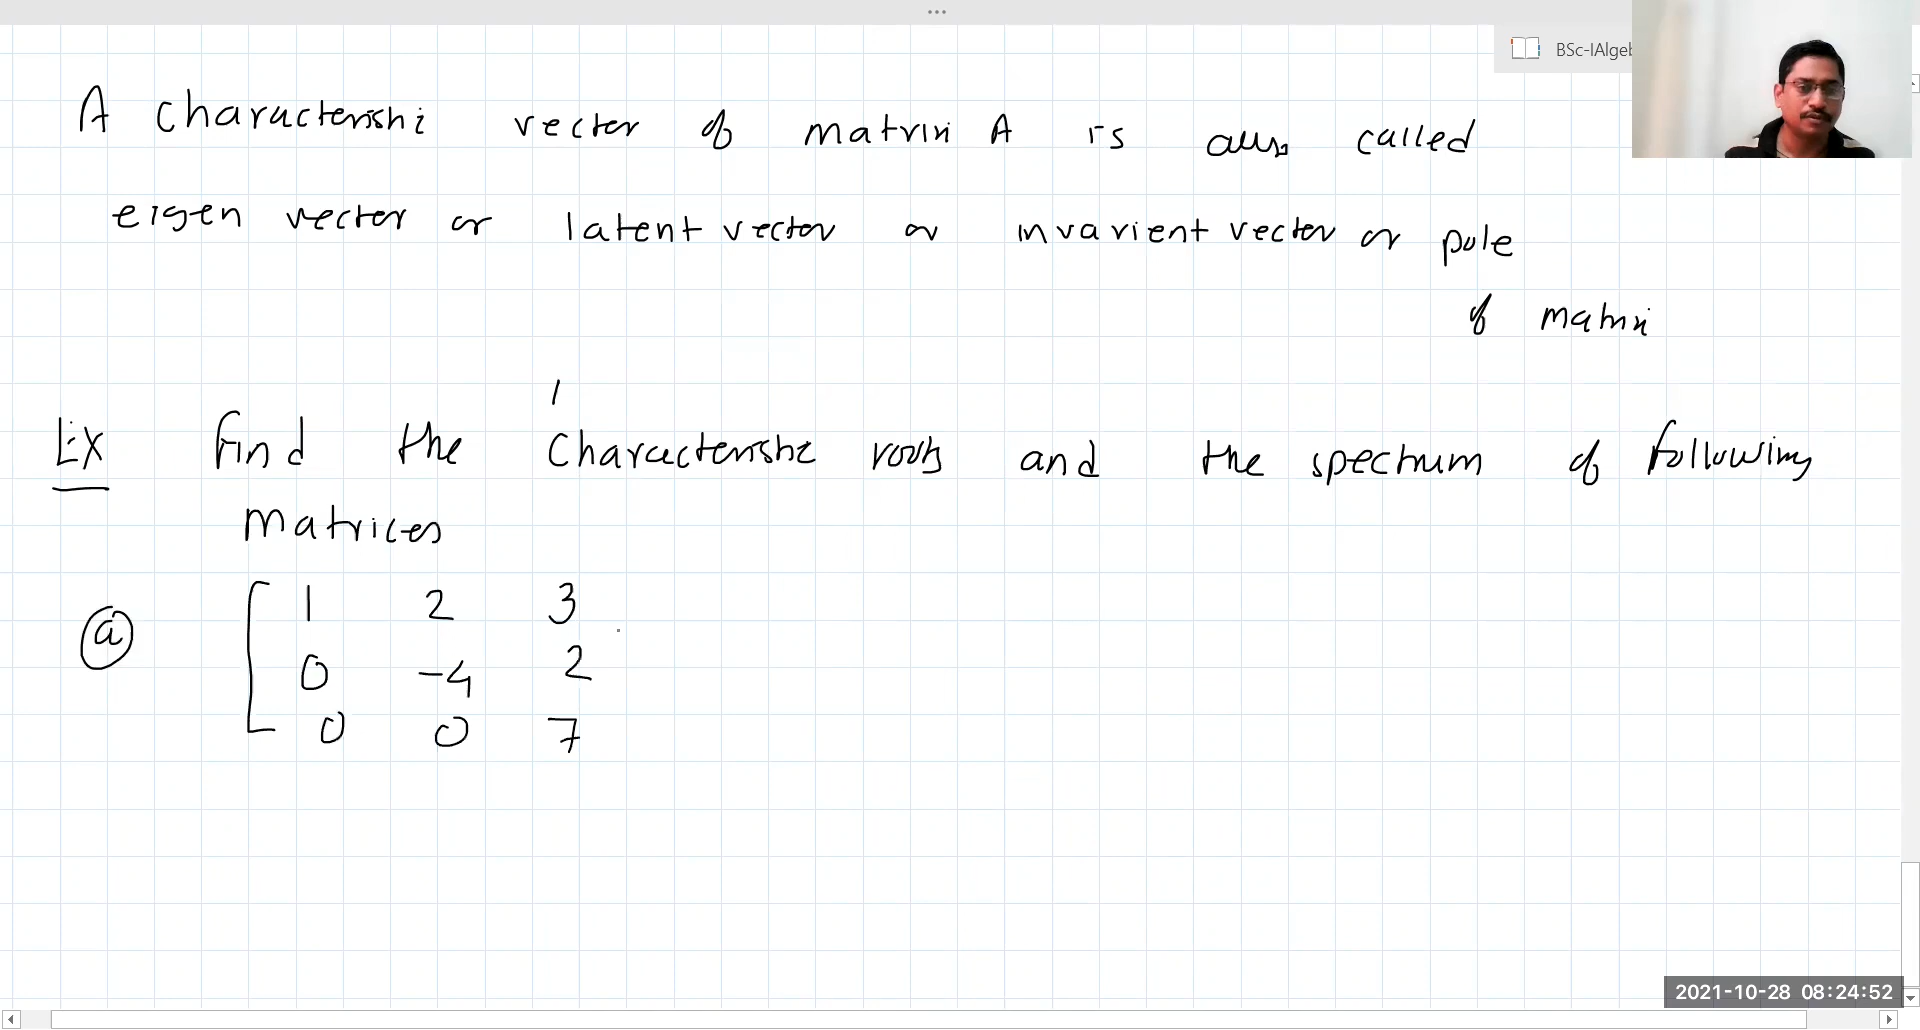 ...
BSc-IAlgeb
A characteristi vector of matrix A is also called
eigen vector or latent vector or invarient vector or pole
of matrix
Ex Find the Characteristic roots and the spectrum of following
Matrices
a 1 2 3
0 -4 2
0 0 7
2021-10-28 08:24:52